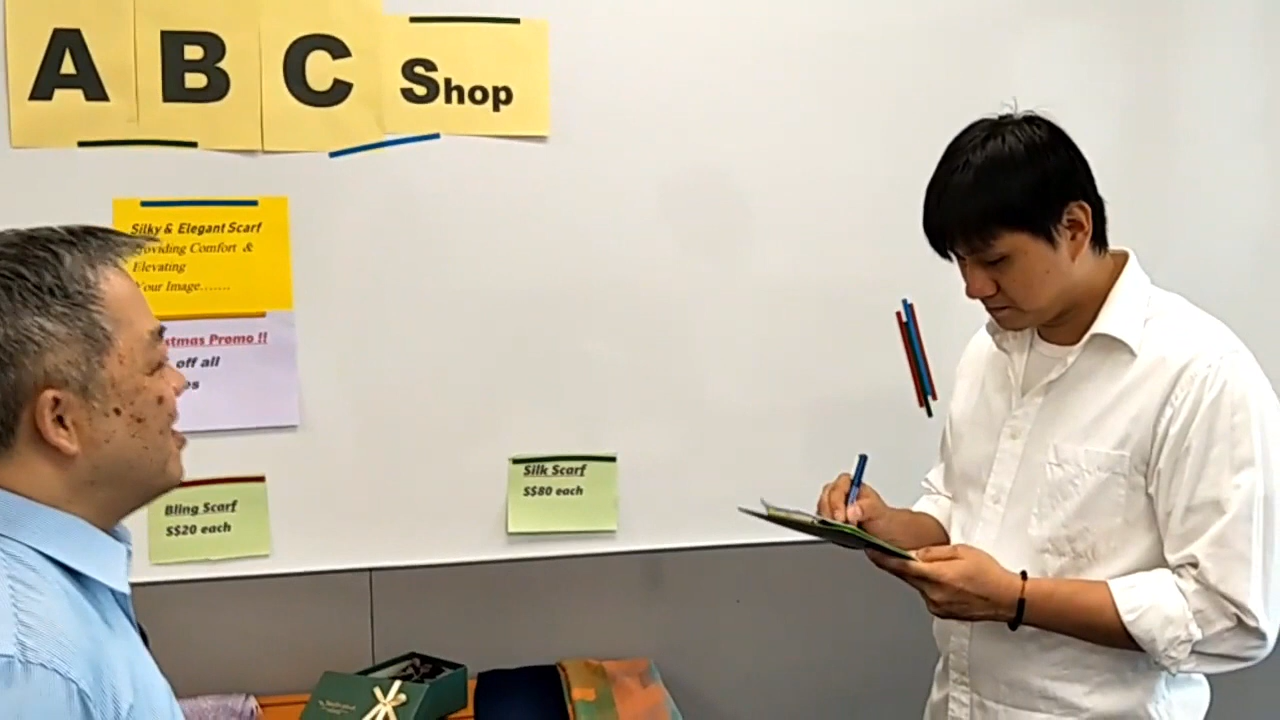 A B C Shop
Silky & Elegant Scarf
Providing Comfort &
Elevating
Your Image.......
stmas Promo !!
off all
Bling Scarf
S$20 each
Silk Scarf
S$80 each